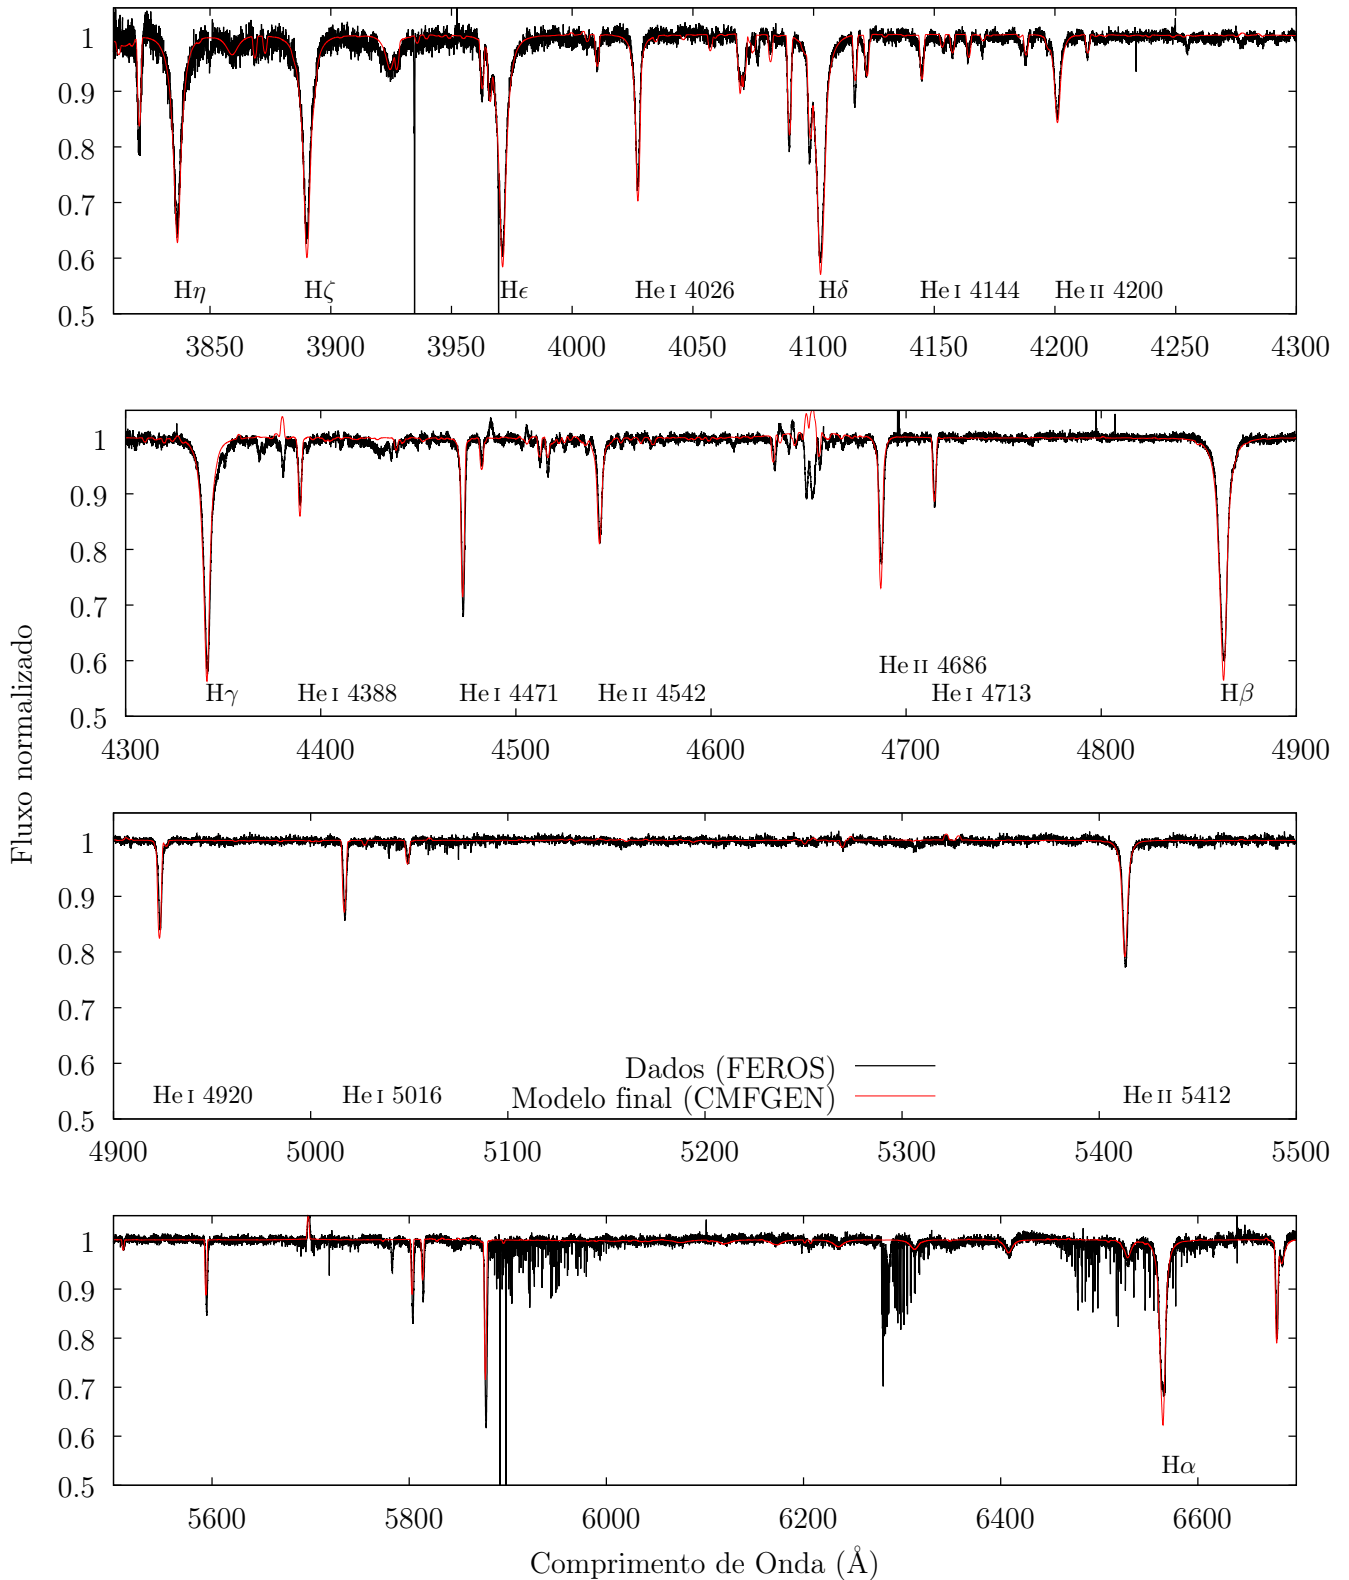 1
0.9
0.8
0.7
0.6
0.5
Hη Hζ Hϵ He I 4026 Hδ He I 4144 He II 4200
3850 3900 3950 4000 4050 4100 4150 4200 4250 4300
1
0.9
0.8
0.7
0.6
0.5
He II 4686
Hγ He I 4388 He I 4471 He II 4542 He I 4713 Hβ
4300 4400 4500 4600 4700 4800 4900
Fluxo normalizado
1
0.9
0.8
0.7
0.6
0.5
Dados (FEROS)
Modelo final (CMFGEN)
He I 4920 He I 5016 He II 5412
4900 5000 5100 5200 5300 5400 5500
1
0.9
0.8
0.7
0.6
0.5
Hα
5600 5800 6000 6200 6400 6600
Comprimento de Onda (Å)